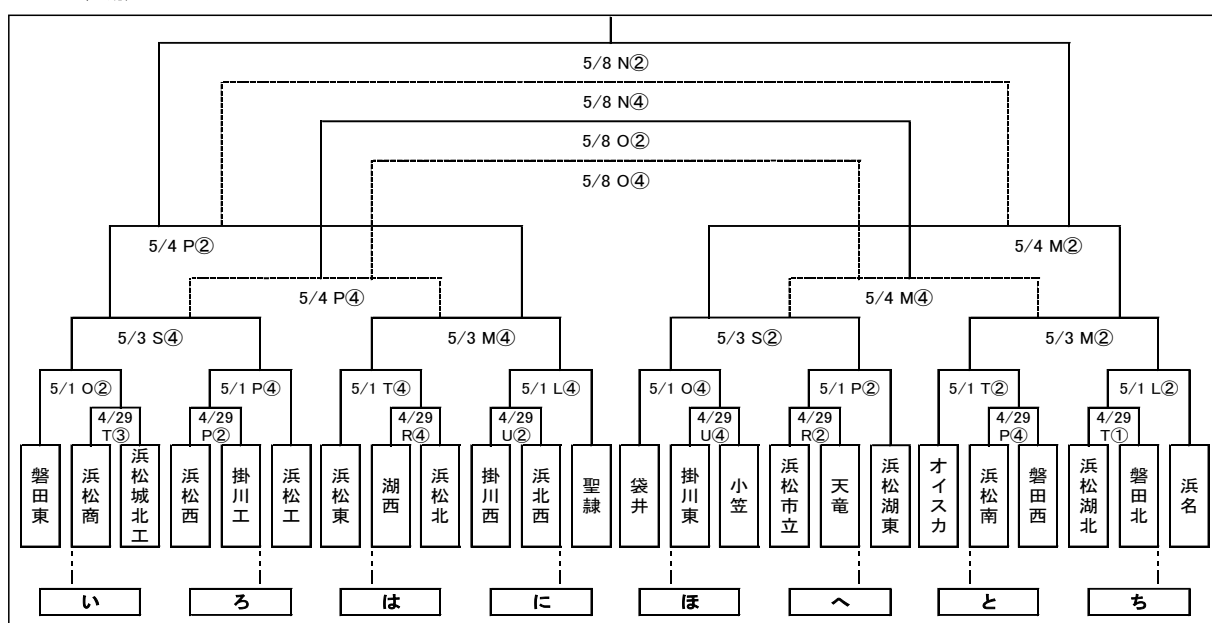 5/8 N②
5/8 N④
5/8 O②
5/8 O④
5/4 P②
5/4 M②
5/4 P④
5/4 M④
5/3 S④
5/3 M④
5/3 S②
5/3 M②
5/1 O②
5/1 P④
5/1 T④
5/1 L④
5/1 O④
5/1 P②
5/1 T②
5/1 L②
4/29
T③
4/29
P②
4/29
R④
4/29
U②
4/29
U④
4/29
R②
4/29
P④
4/29
T①
磐田東
浜松商
浜松城北工
浜松西
掛川工
浜松工
浜松東
湖西
浜松北
掛川西
浜北西
聖隷
袋井
掛川東
小笠
浜松市立
天竜
浜松湖東
オイスカ
浜松南
磐田西
浜松湖北
磐田北
浜名
い
ろ
は
に
ほ
へ
と
ち